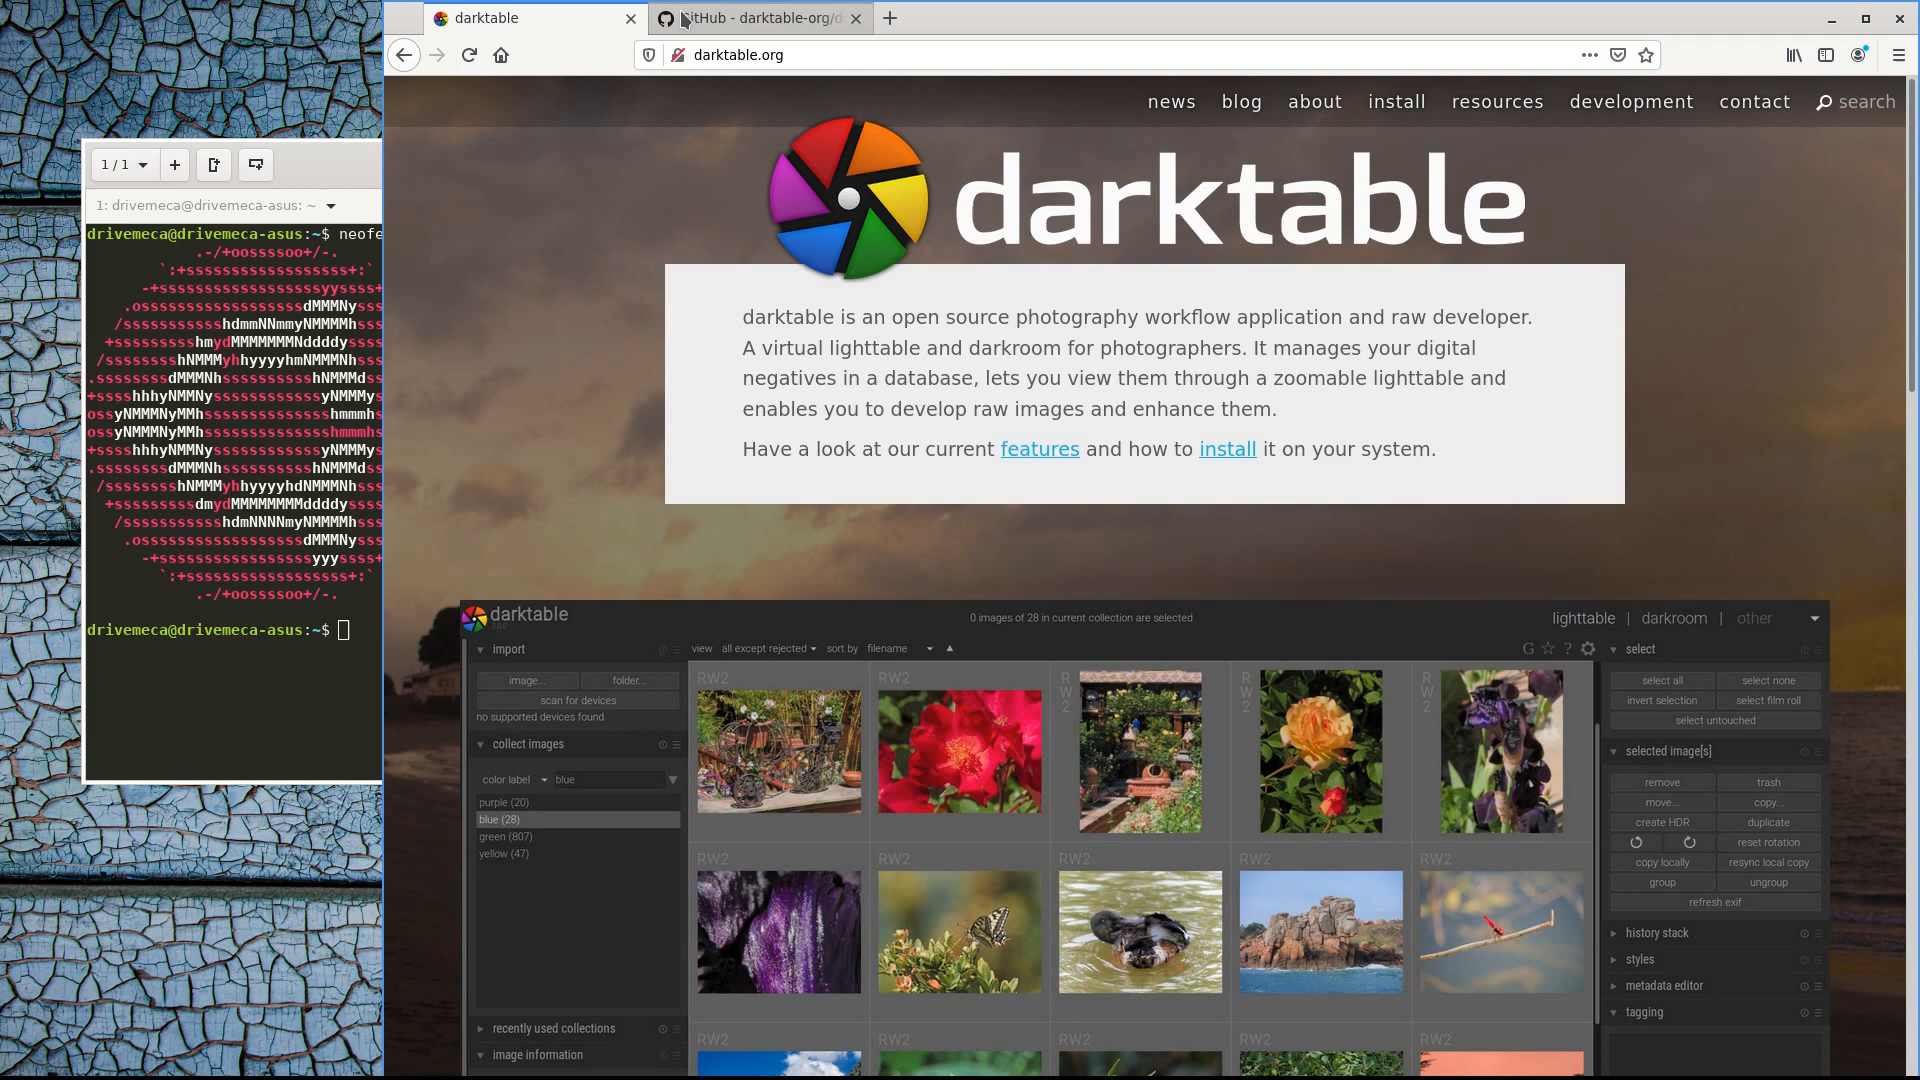 darktable
GitHub - darktable-org/d
darktable.org
news blog about install resources development contact search
darktable
darktable is an open source photography workflow application and raw developer.
A virtual lighttable and darkroom for photographers. It manages your digital
negatives in a database, lets you view them through a zoomable lighttable and
enables you to develop raw images and enhance them.
Have a look at our current features and how to install it on your system.
1 / 1
1: drivemeca@drivemeca-asus: ~
drivemeca@drivemeca-asus:~$ neofe
drivemeca@drivemeca-asus:~$
darktable
0 images of 28 in current collection are selected
lighttable | darkroom | other
view all except rejected sort by filename
import
image... folder...
scan for devices
no supported devices found
collect images
color label blue
purple (20)
blue (28)
green (807)
yellow (47)
recently used collections
image information
RW2 RW2 RW2 RW2 RW2
RW2 RW2 RW2 RW2 RW2
RW2 RW2 RW2 RW2 RW2
select
select all select none
invert selection select film roll
select untouched
selected image[s]
remove trash
move... copy...
create HDR duplicate
reset rotation
copy locally resync local copy
group ungroup
refresh exif
history stack
styles
metadata editor
tagging